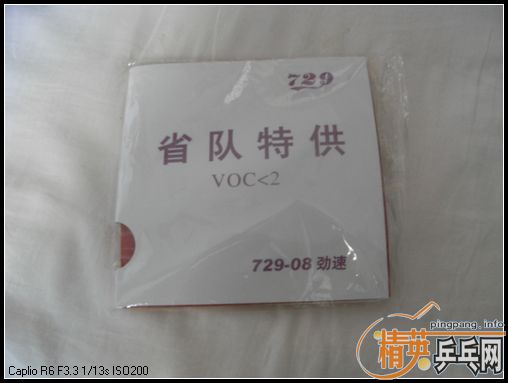 729
省队特供
VOC<2
729-08 劲速
pingpang.info
精英乒乓网
Caplio R6 F3.3 1/13s ISO200